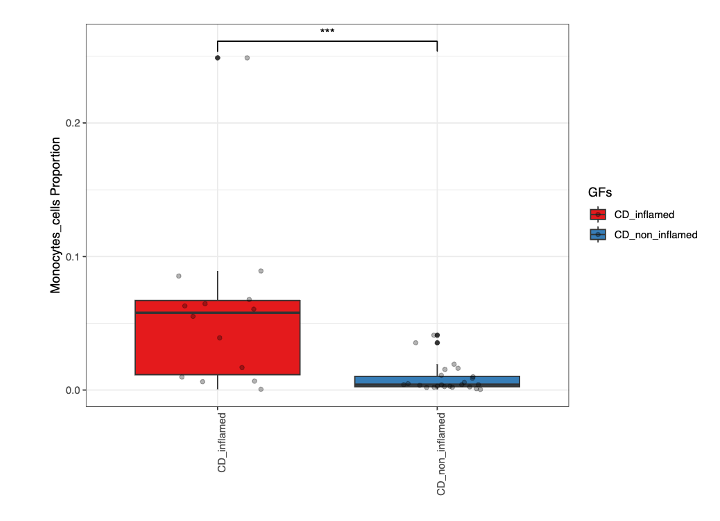 ***
0.2
0.1
0.0
Monocytes_cells Proportion
CD_inflamed
CD_non_inflamed
GFs
CD_inflamed
CD_non_inflamed